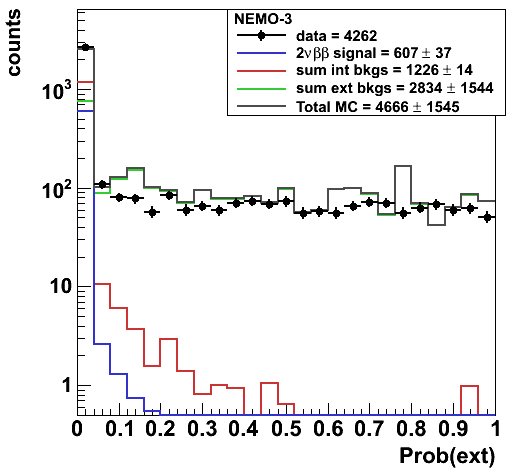 NEMO-3
data = 4262
2νββ signal = 607 ± 37
sum int bkgs = 1226 ± 14
sum ext bkgs = 2834 ± 1544
Total MC = 4666 ± 1545
counts
10³
10²
10
1
0 0.1 0.2 0.3 0.4 0.5 0.6 0.7 0.8 0.9 1
Prob(ext)